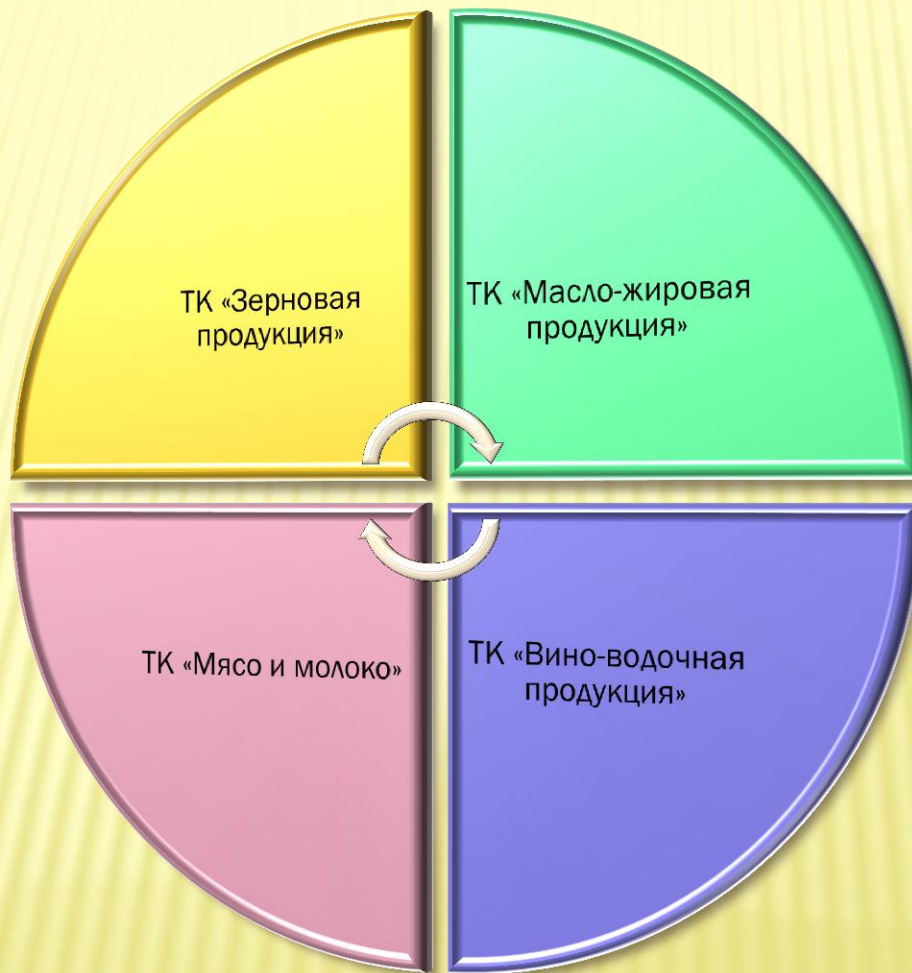 ТК «Зерновая
продукция»
ТК «Масло-жировая
продукция»
ТК «Мясо и молоко»
ТК «Вино-водочная
продукция»